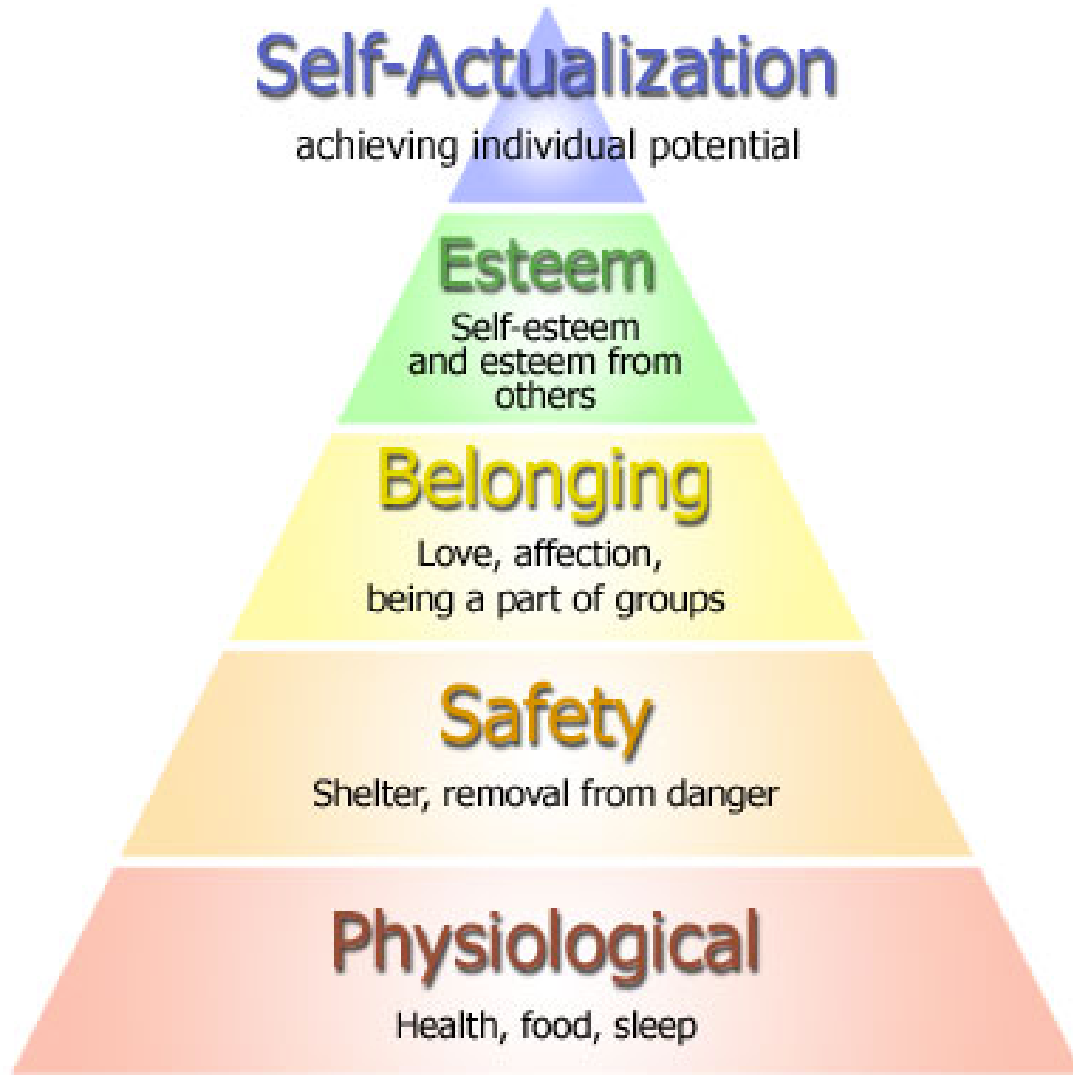 Self-Actualization
achieving individual potential
Esteem
Self-esteem
and esteem from
others
Belonging
Love, affection,
being a part of groups
Safety
Shelter, removal from danger
Physiological
Health, food, sleep